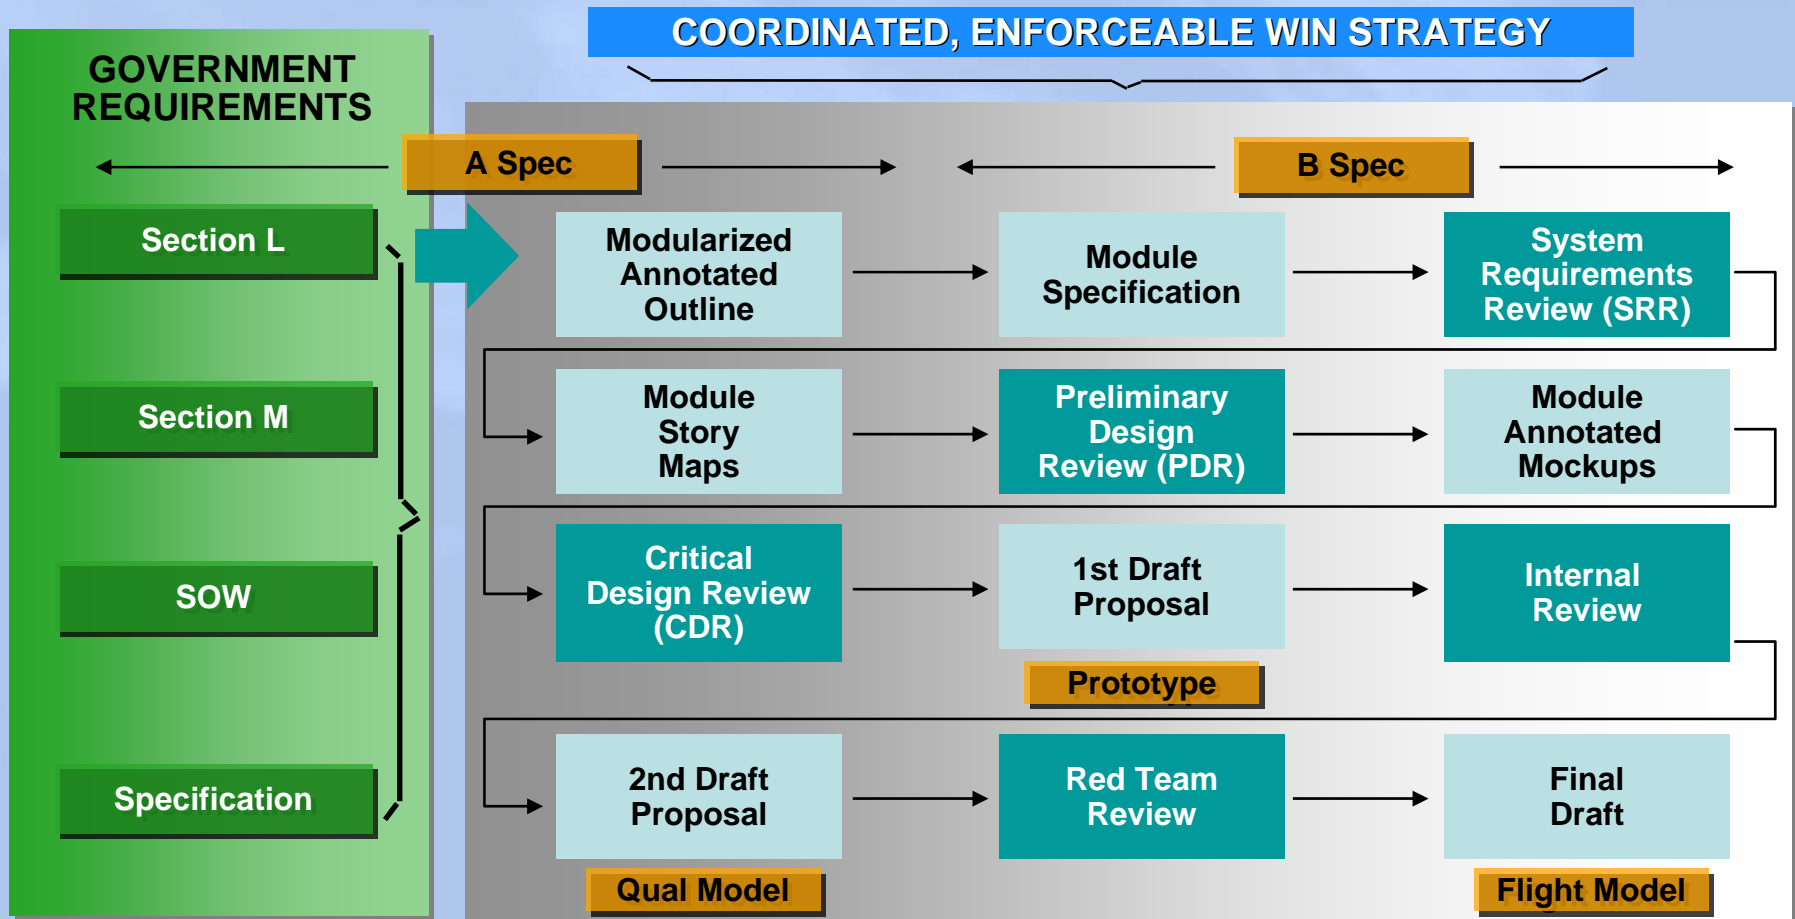 COORDINATED, ENFORCEABLE WIN STRATEGY
GOVERNMENT
REQUIREMENTS
A Spec
B Spec
Section L
Section M
SOW
Specification
Modularized
Annotated
Outline
Module
Specification
System
Requirements
Review (SRR)
Module
Story
Maps
Preliminary
Design
Review (PDR)
Module
Annotated
Mockups
Critical
Design Review
(CDR)
1st Draft
Proposal
Prototype
Internal
Review
2nd Draft
Proposal
Qual Model
Red Team
Review
Final
Draft
Flight Model